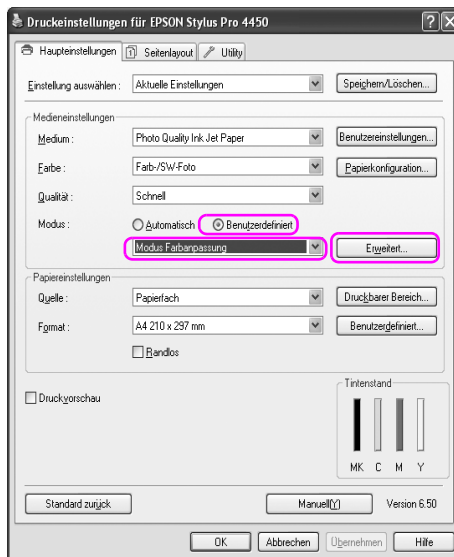 Druckeinstellungen für EPSON Stylus Pro 4450
Haupteinstellungen Seitenlayout Utility
Einstellung auswählen : Aktuelle Einstellungen Speichern/Löschen...
Medieneinstellungen
Medium : Photo Quality Ink Jet Paper Benutzereinstellungen...
Farbe : Farb-/SW-Foto Papierkonfiguration...
Qualität : Schnell
Modus : Automatisch Benutzerdefiniert
Modus Farbanpassung Erweitert...
Papiereinstellungen
Quelle : Papierfach Druckbarer Bereich...
Format : A4 210 x 297 mm Benutzerdefiniert...
Randlos
Druckvorschau
Tintenstand
MK C M Y
Standard zurück Manuell(Y) Version 6.50
OK Abbrechen Übernehmen Hilfe